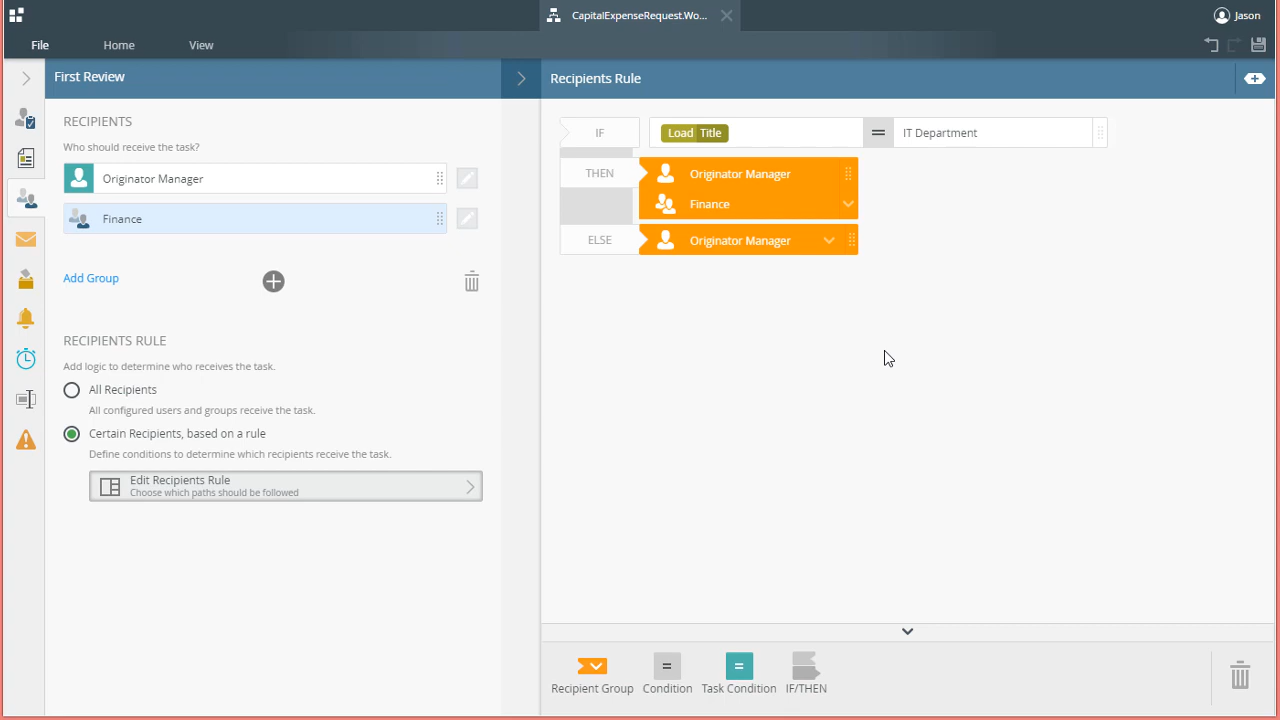 CapitalExpenseRequest.Wo...
Jason
File
Home
View
First Review
Recipients Rule
RECIPIENTS
Who should receive the task?
Originator Manager
Finance
Add Group
RECIPIENTS RULE
Add logic to determine who receives the task.
All Recipients
All configured users and groups receive the task.
Certain Recipients, based on a rule
Define conditions to determine which recipients receive the task.
Edit Recipients Rule
Choose which paths should be followed
IF
Load Title
=
IT Department
THEN
Originator Manager
Finance
ELSE
Originator Manager
Recipient Group
=
Condition
=
Task Condition
IF/THEN